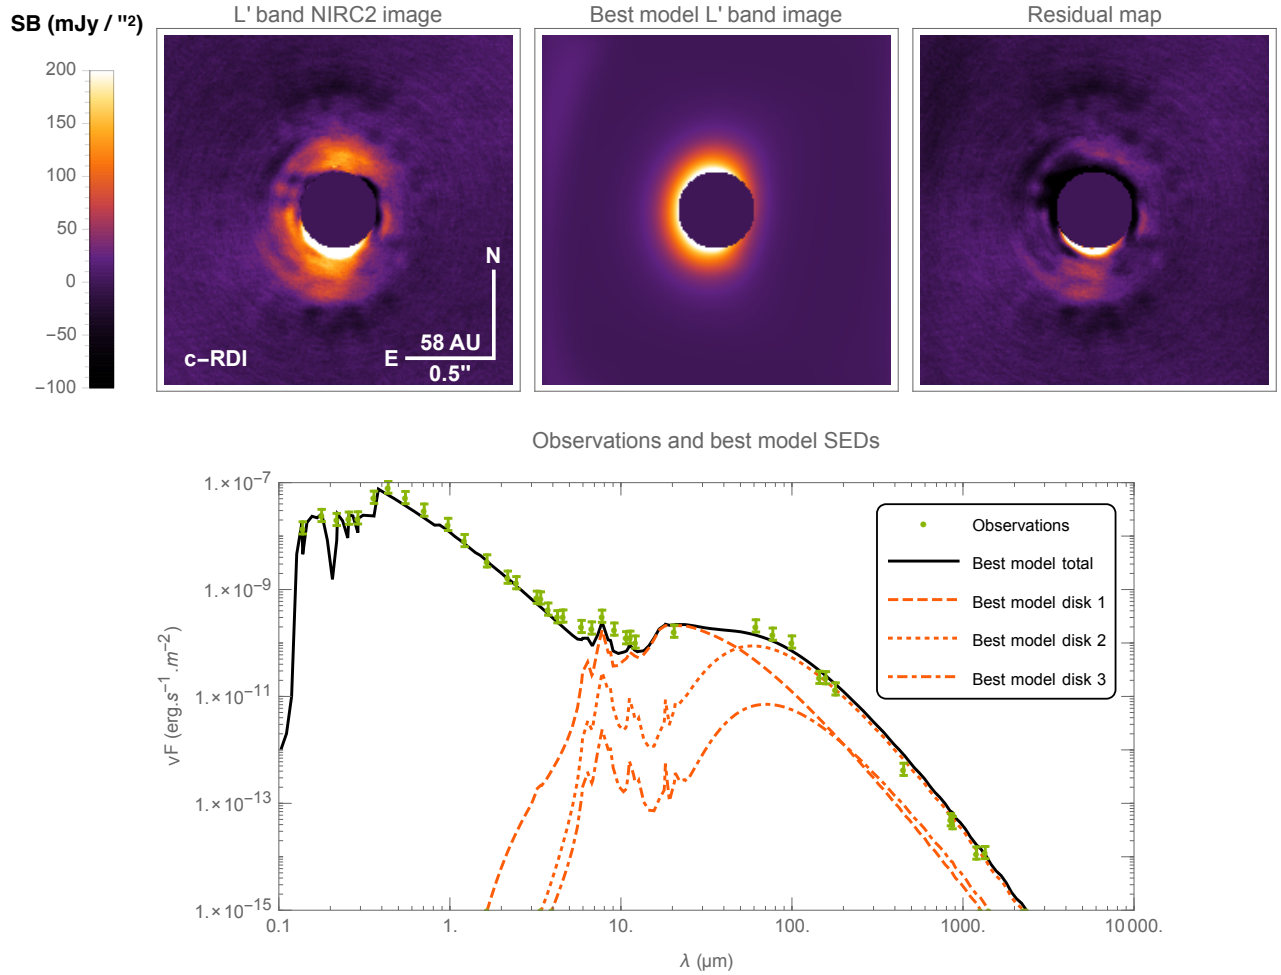 SB (mJy / "²)
L' band NIRC2 image
Best model L' band image
Residual map
200
150
100
50
0
−50
−100
N
58 AU
E
0.5"
c−RDI
Observations and best model SEDs
1.×10⁻⁷
1.×10⁻⁹
1.×10⁻¹¹
1.×10⁻¹³
1.×10⁻¹⁵
νF (erg.s⁻¹.m⁻²)
Observations
Best model total
Best model disk 1
Best model disk 2
Best model disk 3
0.1
1.
10.
100.
1000.
10000.
λ (μm)